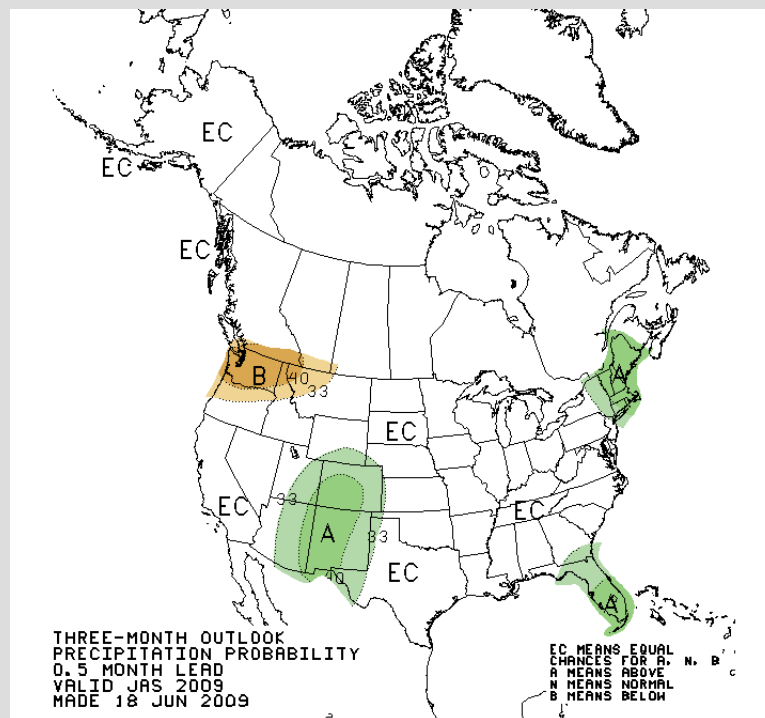 EC
EC
EC
B
40
33
A
EC
33
A
EC
EC
33
EC
40
A
THREE-MONTH OUTLOOK
PRECIPITATION PROBABILITY
0.5 MONTH LEAD
VALID JAS 2009
MADE 18 JUN 2009
EC MEANS EQUAL
CHANCES FOR A, N, B
A MEANS ABOVE
N MEANS NORMAL
B MEANS BELOW